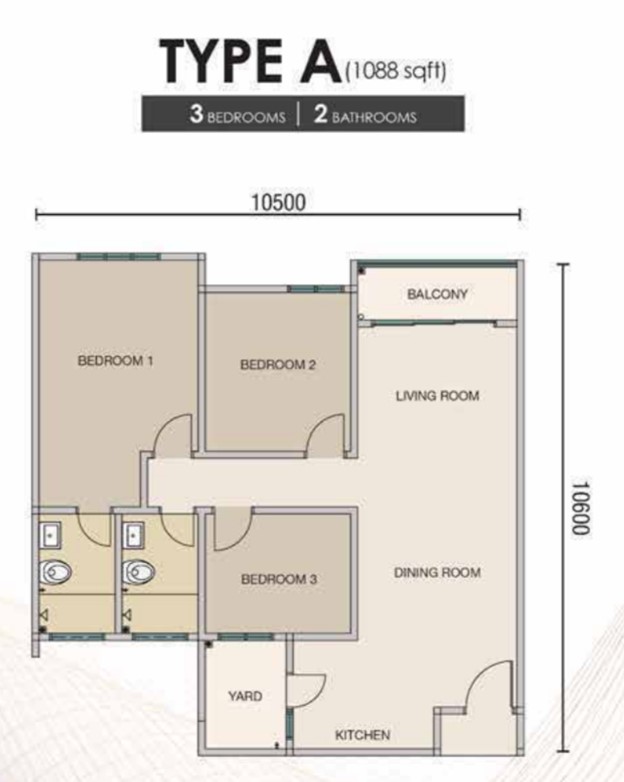 TYPE A (1088 sqft)
3 BEDROOMS | 2 BATHROOMS
10500
BALCONY
BEDROOM 1
BEDROOM 2
LIVING ROOM
10600
BEDROOM 3
DINING ROOM
YARD
KITCHEN